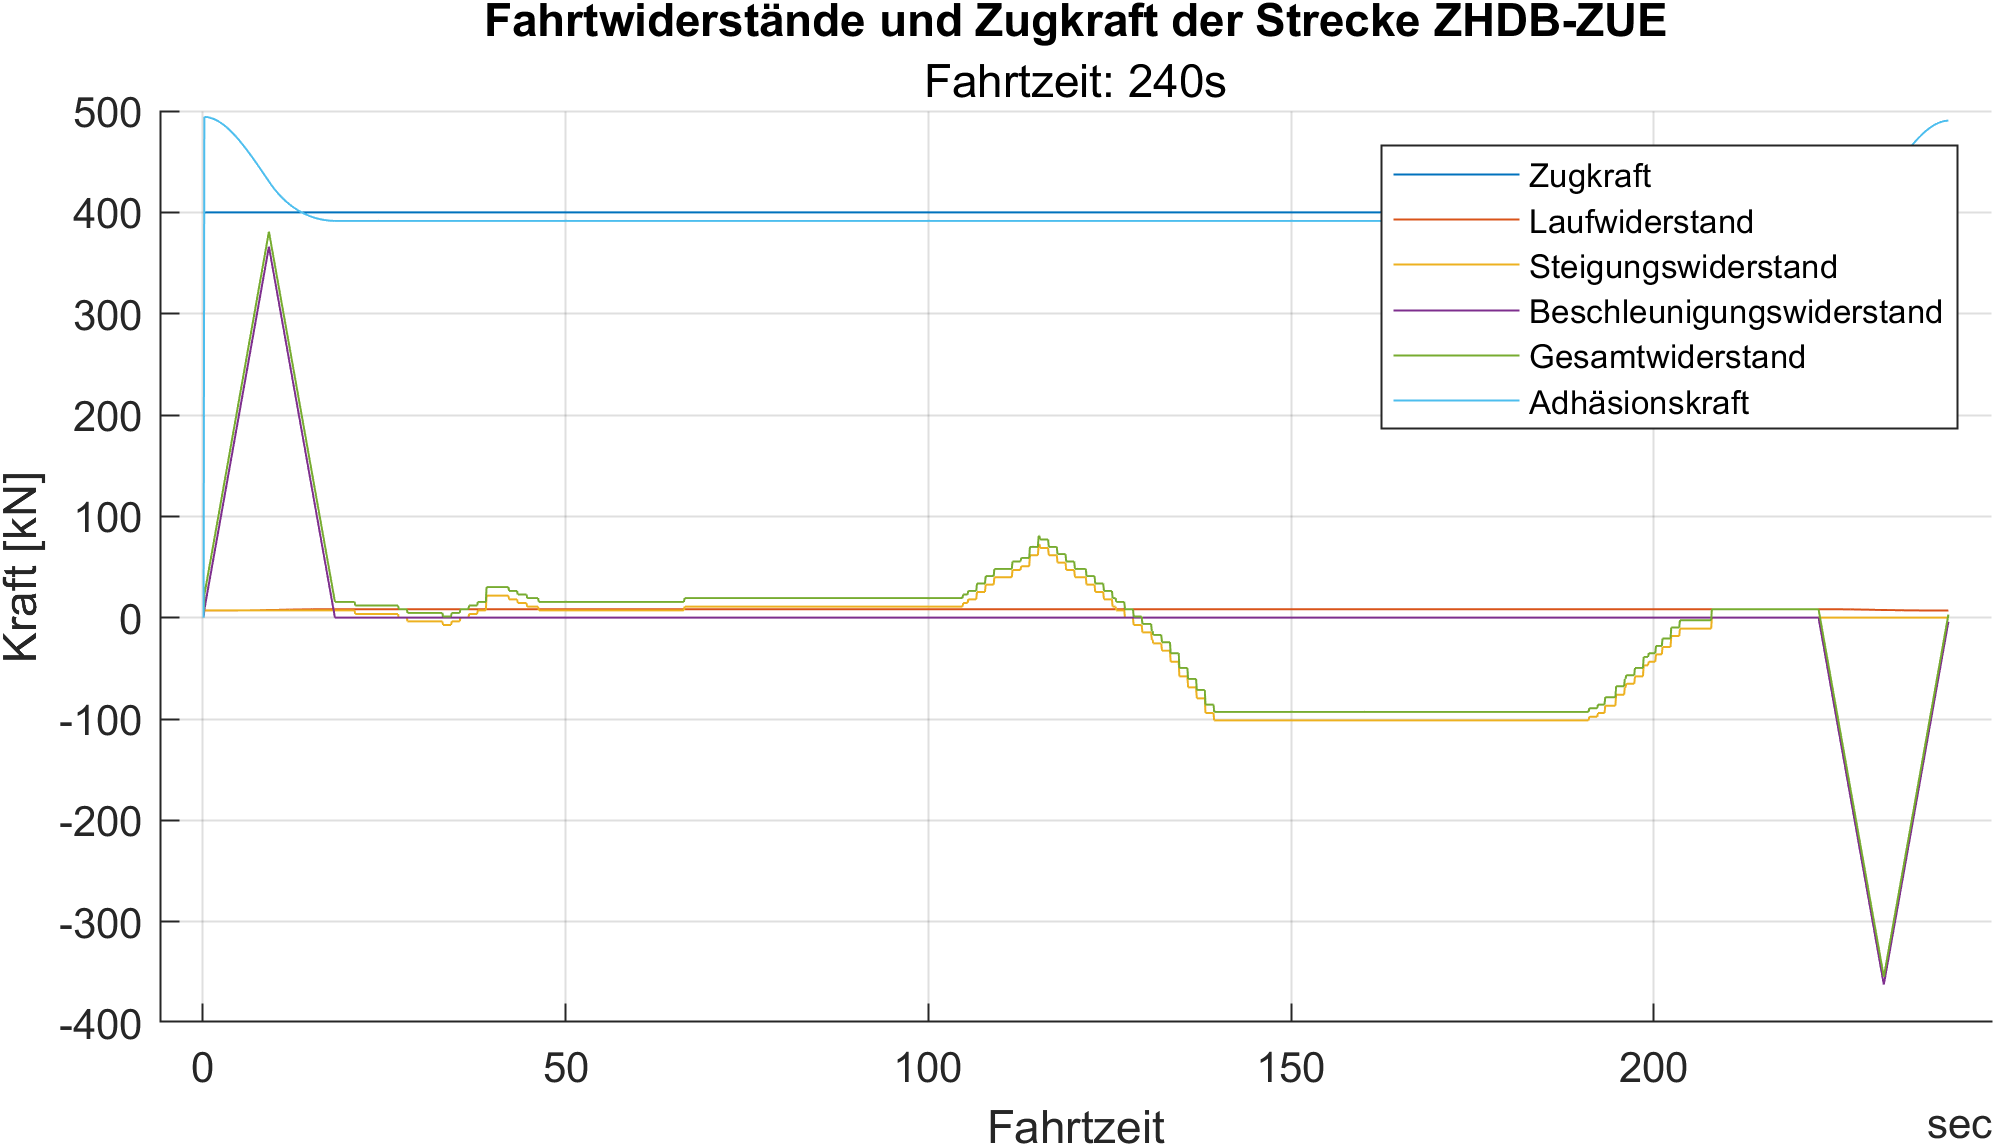 Fahrtwiderstände und Zugkraft der Strecke ZHDB-ZUE
Fahrtzeit: 240s
500
400
300
200
100
0
-100
-200
-300
-400
Kraft [kN]
Zugkraft
Laufwiderstand
Steigungswiderstand
Beschleunigungswiderstand
Gesamtwiderstand
Adhäsionskraft
0 50 100 150 200
Fahrtzeit
sec